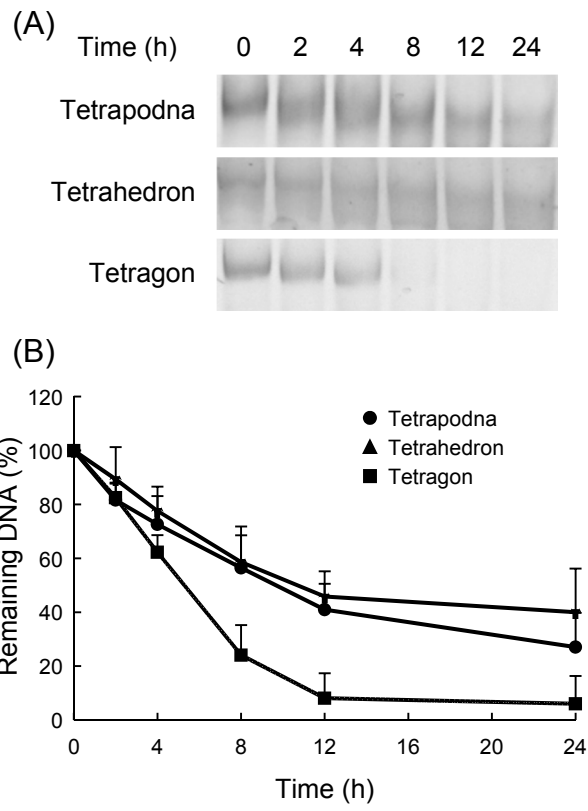 (A)
Time (h) 0 2 4 8 12 24
Tetrapodna
Tetrahedron
Tetragon
(B)
120
100
80
60
40
20
0
Remaining DNA (%)
Tetrapodna
Tetrahedron
Tetragon
0 4 8 12 16 20 24
Time (h)